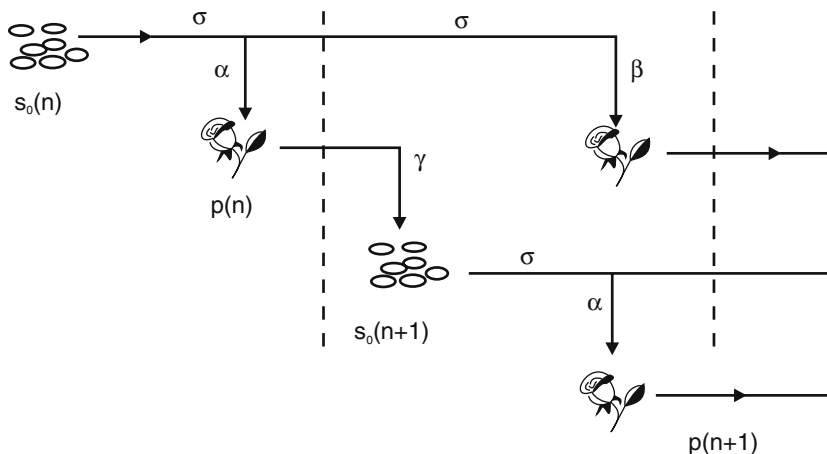 σ σ
α β
s₀(n)
γ
p(n)
σ
α
s₀(n+1)
p(n+1)